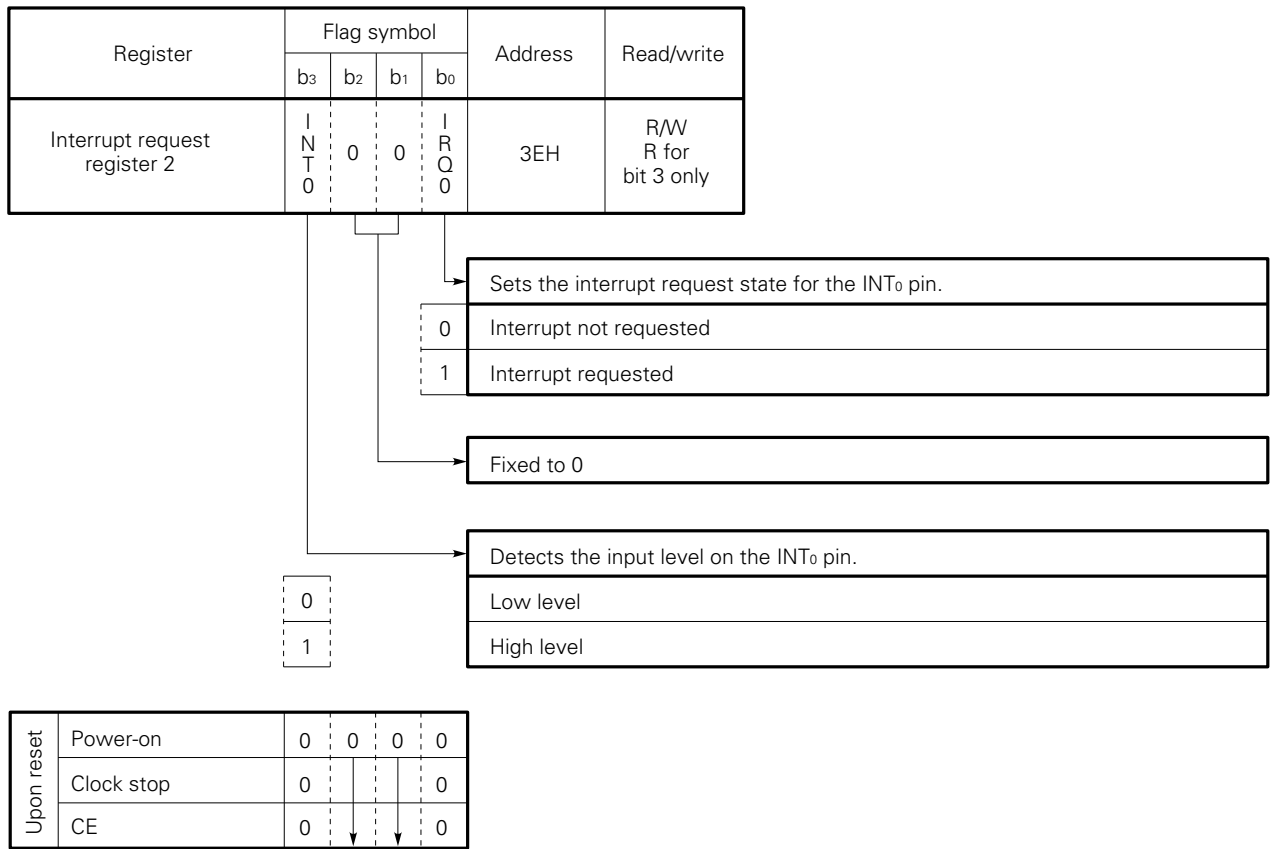 Register
Flag symbol
Address
Read/write
b3 b2 b1 b0
Interrupt request
register 2
INT0
0
0
IRQ0
3EH
R/W
R for
bit 3 only
Sets the interrupt request state for the INT0 pin.
0 Interrupt not requested
1 Interrupt requested
Fixed to 0
Detects the input level on the INT0 pin.
0 Low level
1 High level
Upon reset
Power-on 0 0 0 0
Clock stop 0 0
CE 0 0